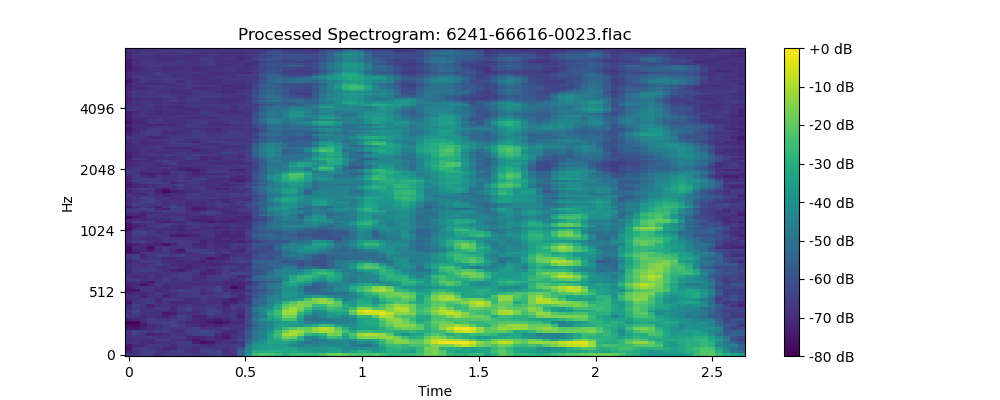 Processed Spectrogram: 6241-66616-0023.flac
Hz
4096
2048
1024
512
0
0
0.5
1
1.5
2
2.5
Time
+0 dB
-10 dB
-20 dB
-30 dB
-40 dB
-50 dB
-60 dB
-70 dB
-80 dB